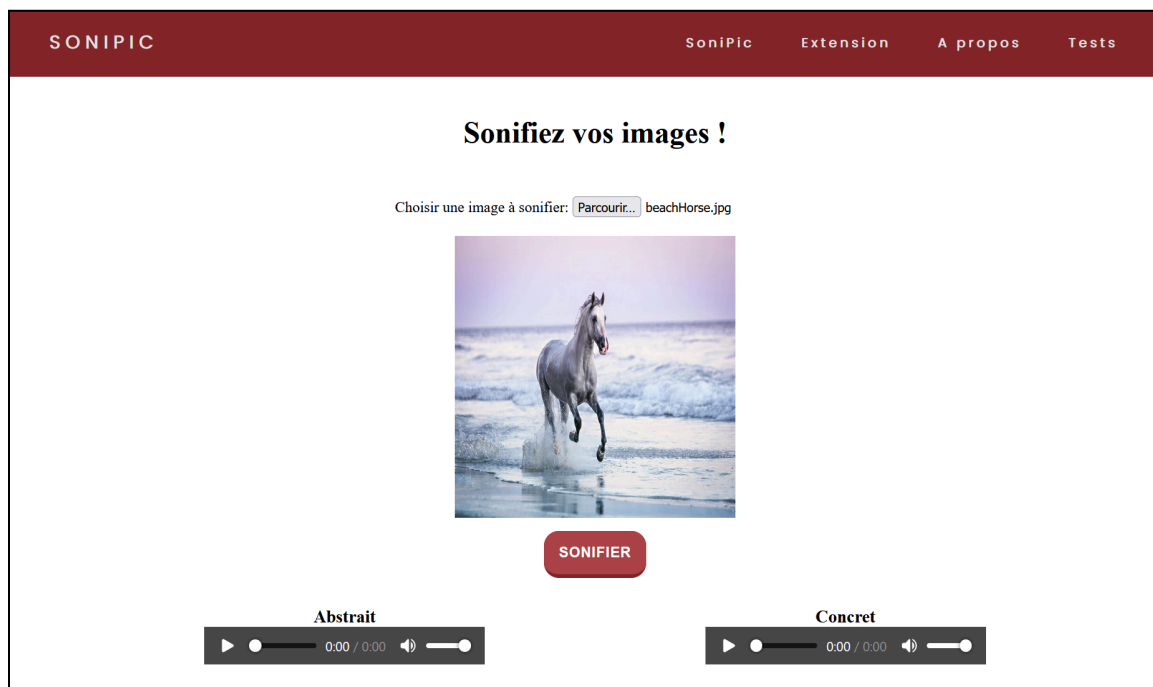 SONIPIC SoniPic Extension A propos Tests
Sonifiez vos images !
Choisir une image à sonifier: Parcourir... beachHorse.jpg
SONIFIER
Abstrait Concret
0:00 / 0:00 0:00 / 0:00